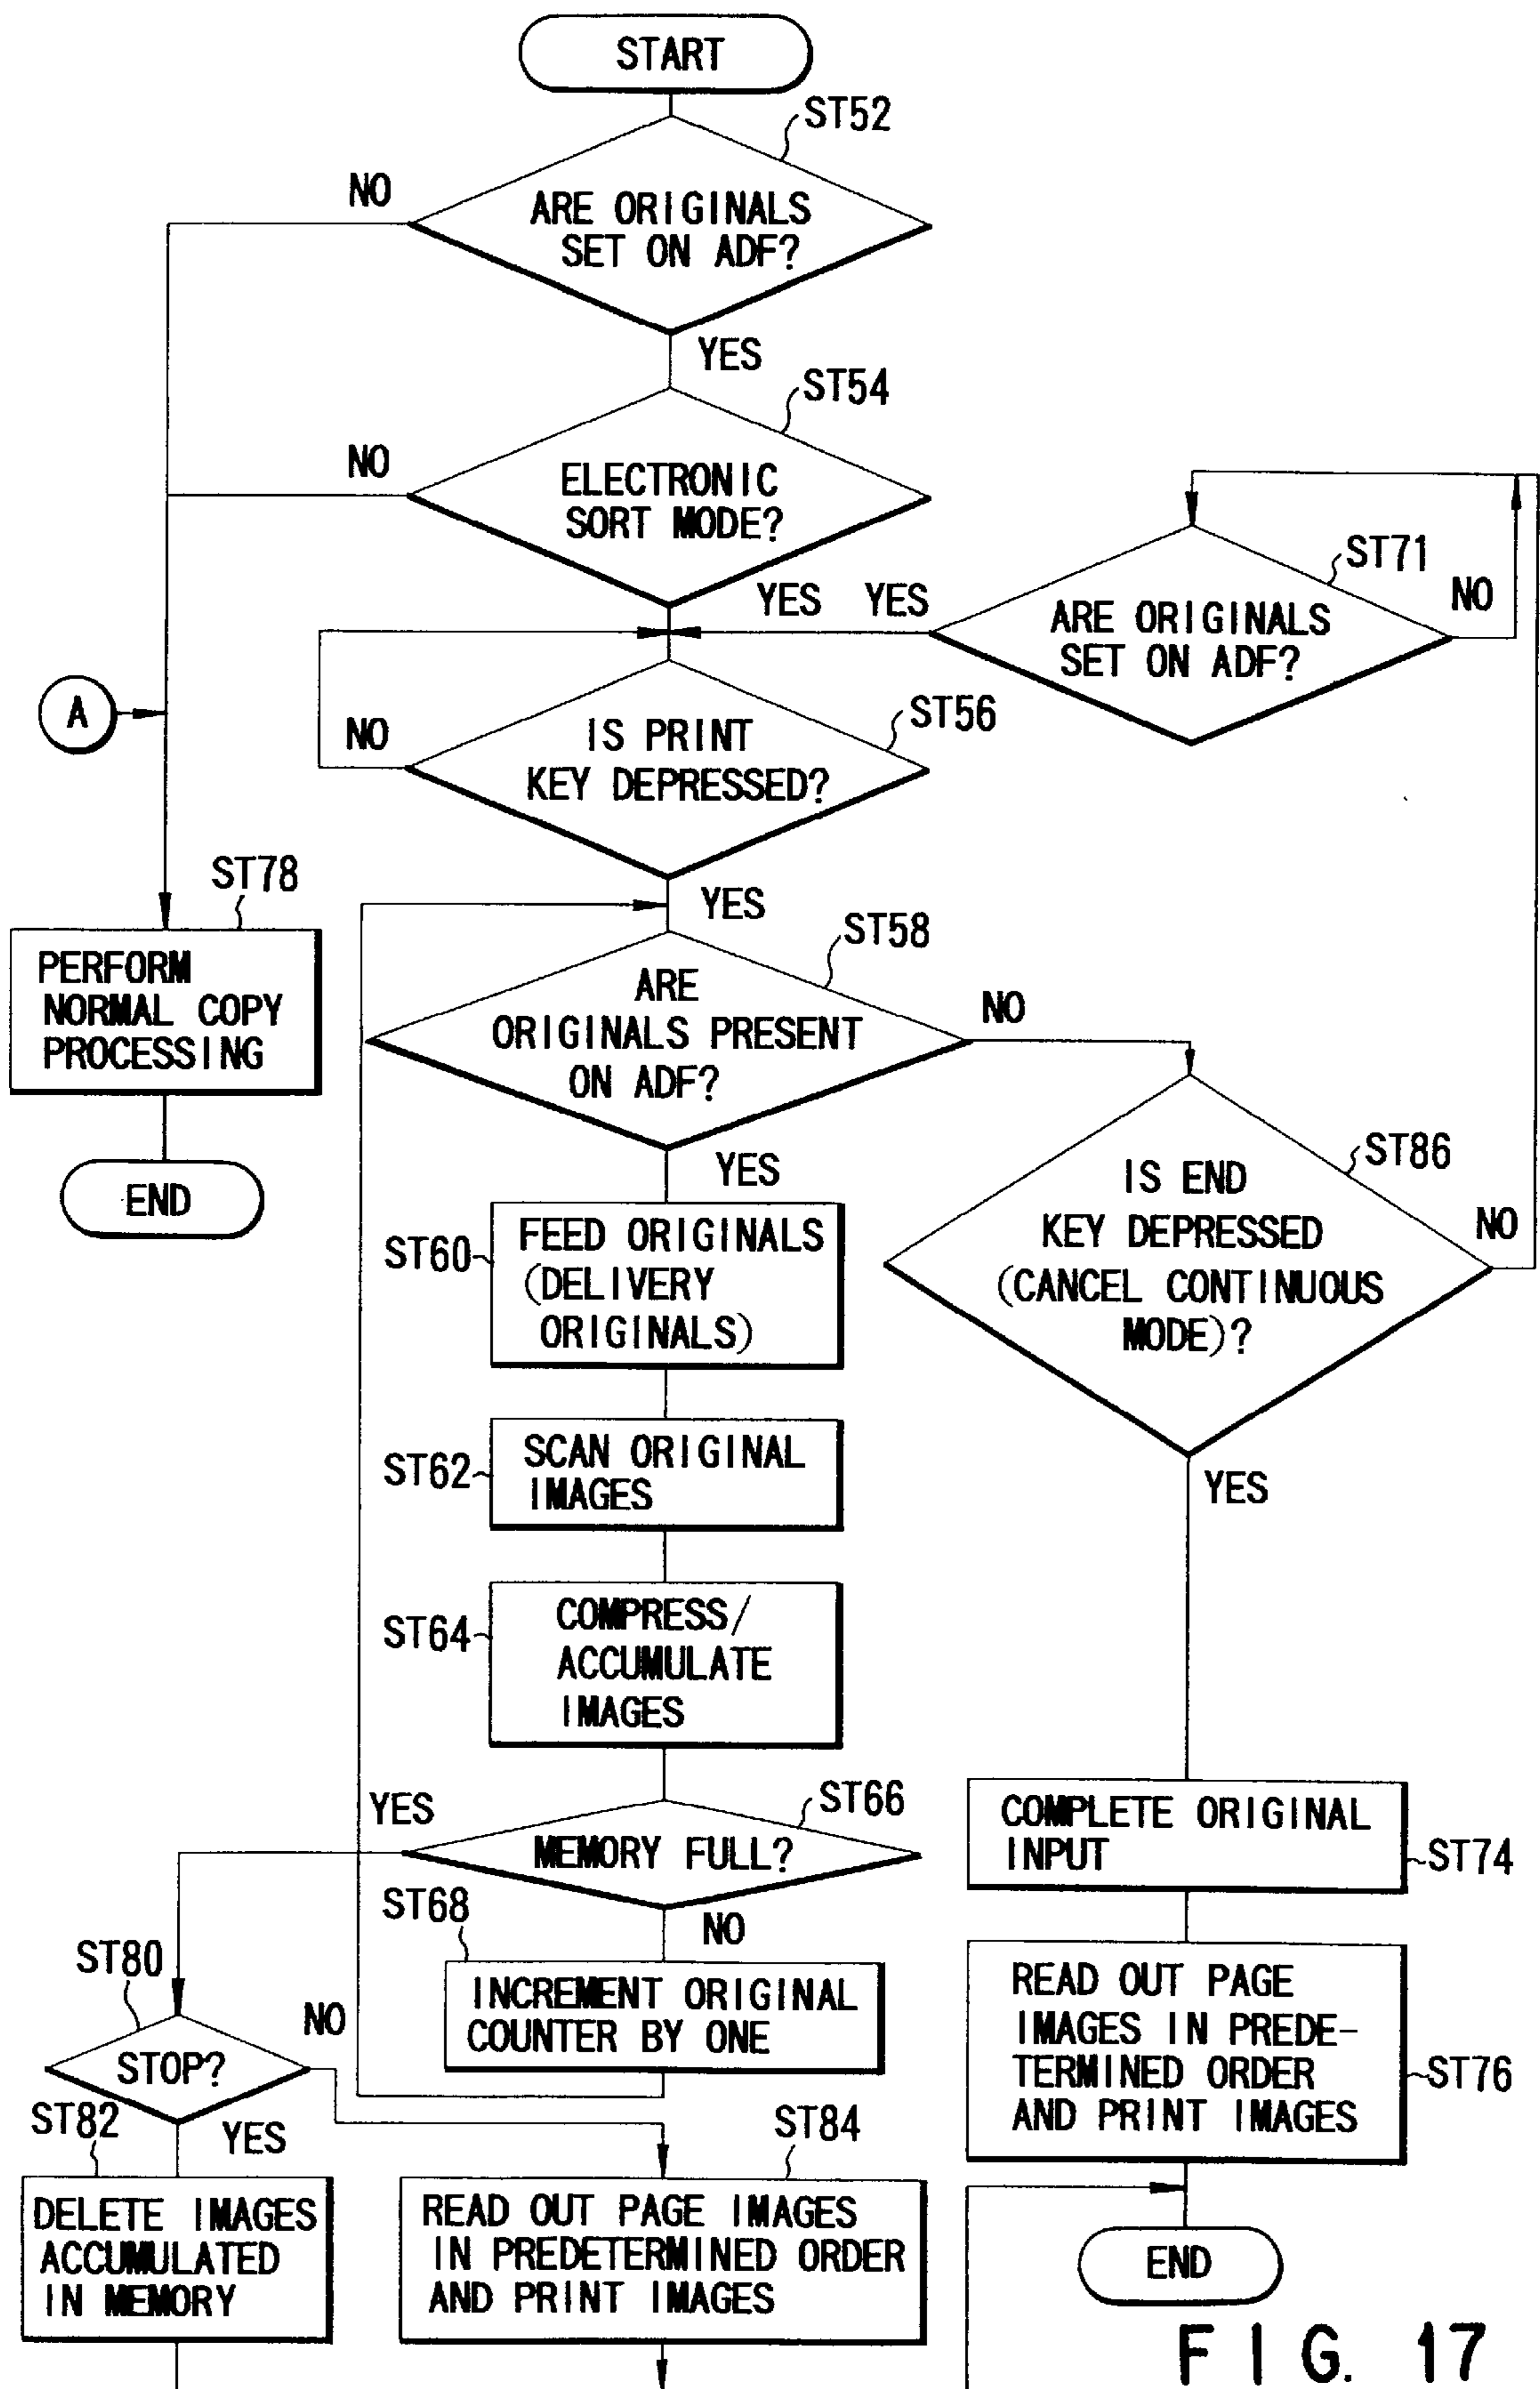 START
ST52
NO
ARE ORIGINALS
SET ON ADF?
YES
ST54
NO
ELECTRONIC
SORT MODE?
YES
YES
ST71
ARE ORIGINALS
SET ON ADF?
NO
A
NO
ST56
IS PRINT
KEY DEPRESSED?
YES
ST78
PERFORM
NORMAL COPY
PROCESSING
END
ST58
ARE
ORIGINALS PRESENT
ON ADF?
NO
YES
ST86
IS END
KEY DEPRESSED
(CANCEL CONTINUOUS
MODE)?
NO
YES
ST60
FEED ORIGINALS
(DELIVERY
ORIGINALS)
ST62
SCAN ORIGINAL
IMAGES
ST64
COMPRESS/
ACCUMULATE
IMAGES
YES
ST66
MEMORY FULL?
NO
ST68
INCREMENT ORIGINAL
COUNTER BY ONE
COMPLETE ORIGINAL
INPUT
ST74
READ OUT PAGE
IMAGES IN PREDE-
TERMINED ORDER
AND PRINT IMAGES
ST76
ST80
STOP?
NO
YES
ST82
DELETE IMAGES
ACCUMULATED
IN MEMORY
ST84
READ OUT PAGE IMAGES
IN PREDETERMINED ORDER
AND PRINT IMAGES
END
FIG. 17